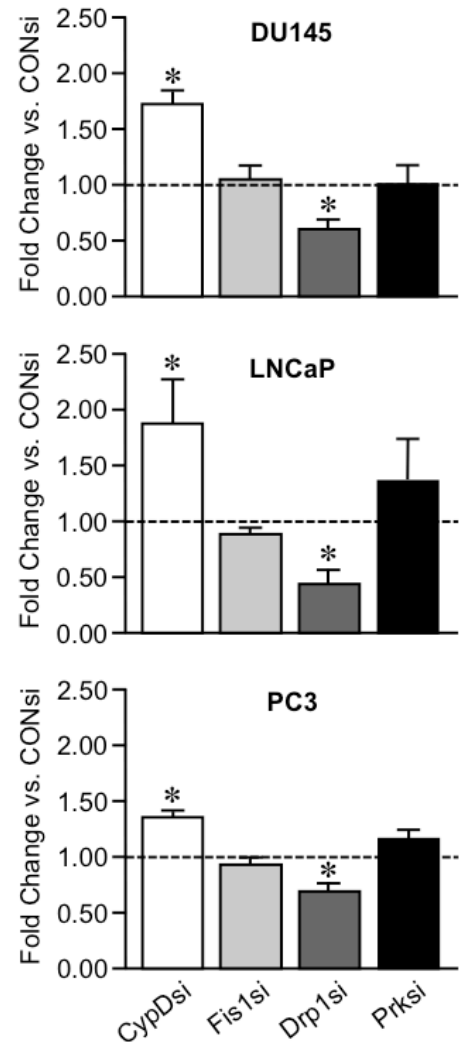 DU145
Fold Change vs. CONsi
2.50
2.00
1.50
1.00
0.50
0.00
*
*
LNCaP
Fold Change vs. CONsi
2.50
2.00
1.50
1.00
0.50
0.00
*
*
PC3
Fold Change vs. CONsi
2.50
2.00
1.50
1.00
0.50
0.00
*
*
CypDsi
Fis1si
Drp1si
Prksi